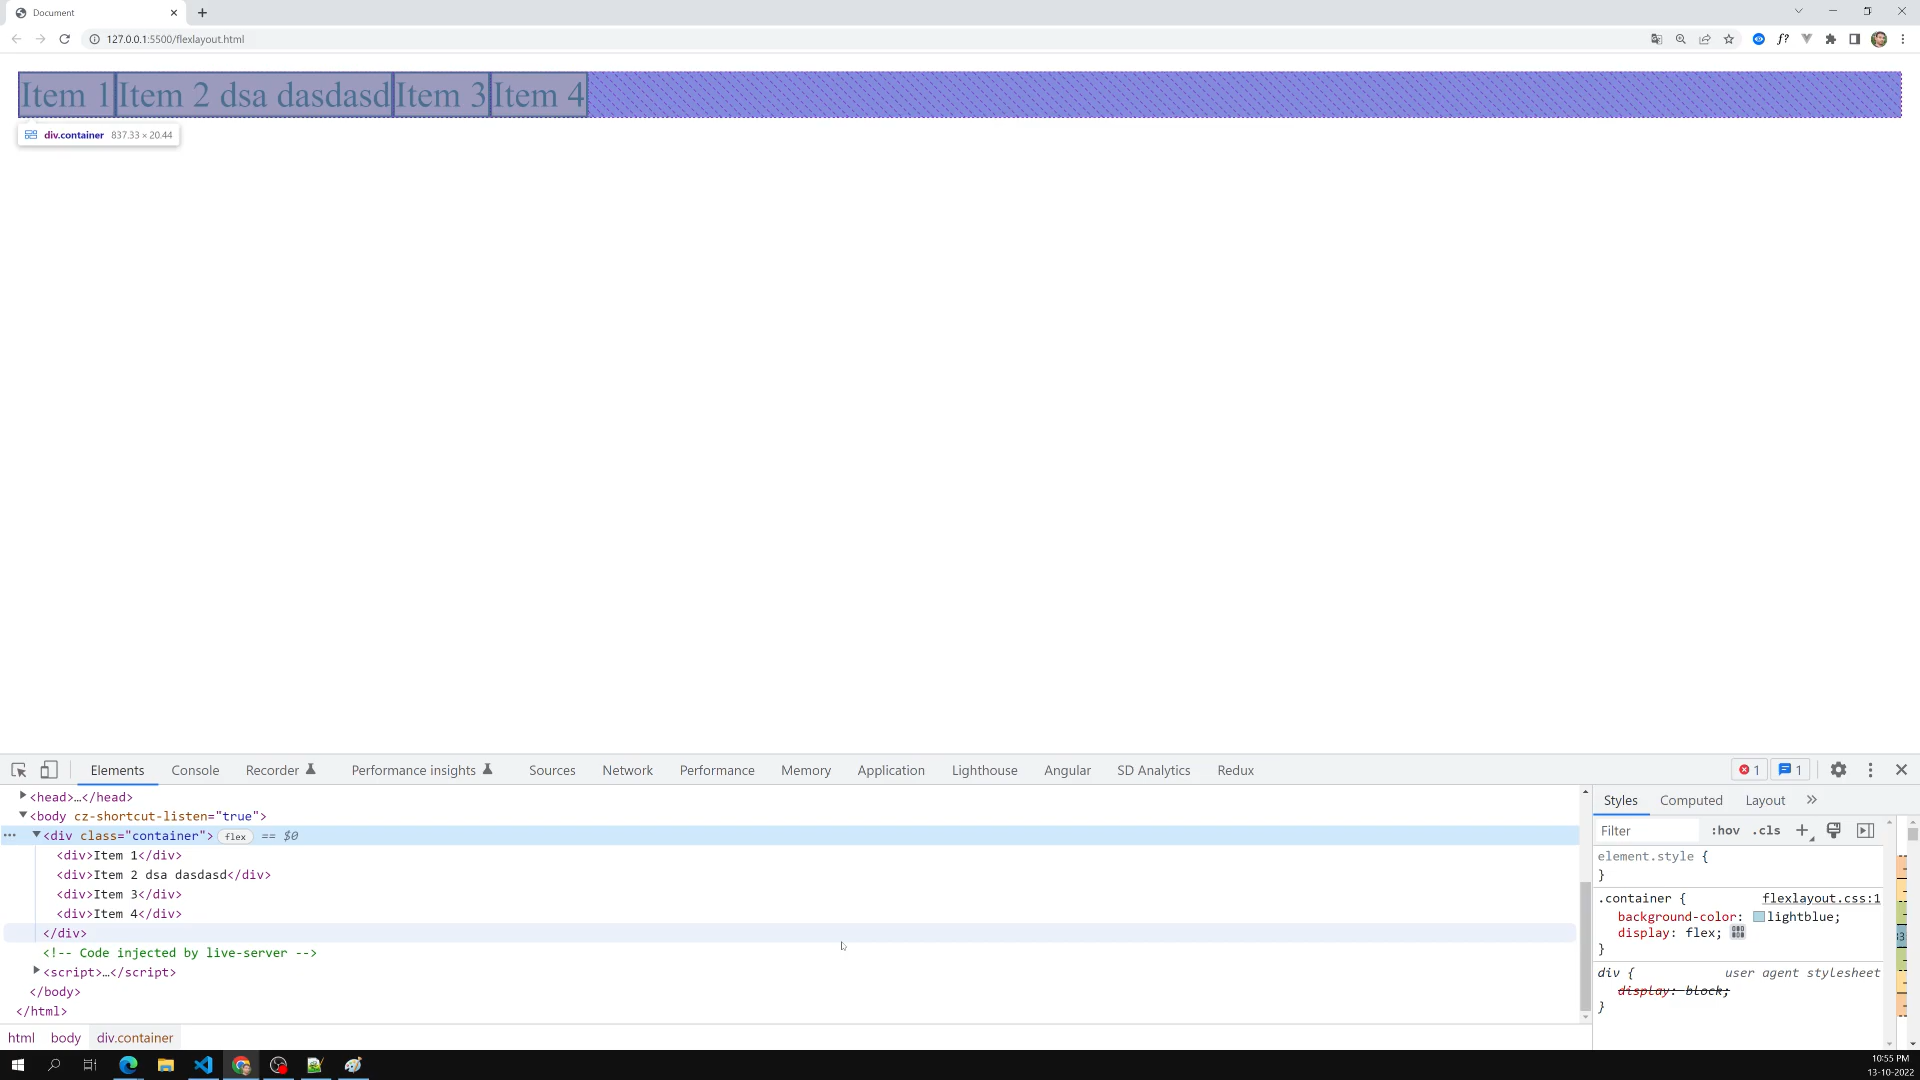 Document
127.0.0.1:5500/flexlayout.html
f?
Item 1 Item 2 dsa dasdasd Item 3 Item 4
div.container 837.33 × 20.44
Elements Console Recorder Performance insights Sources Network Performance Memory Application Lighthouse Angular SD Analytics Redux 1 1
<head>…</head>
<body cz-shortcut-listen="true">
<div class="container"> flex == $0
<div>Item 1</div>
<div>Item 2 dsa dasdasd</div>
<div>Item 3</div>
<div>Item 4</div>
</div>
<!-- Code injected by live-server -->
<script>…</script>
</body>
</html>
html body div.container
Styles Computed Layout
Filter :hov .cls
element.style {
}
.container { flexlayout.css:1
background-color: lightblue;
display: flex;
}
div { user agent stylesheet
display: block;
}
10:55 PM
13-10-2022